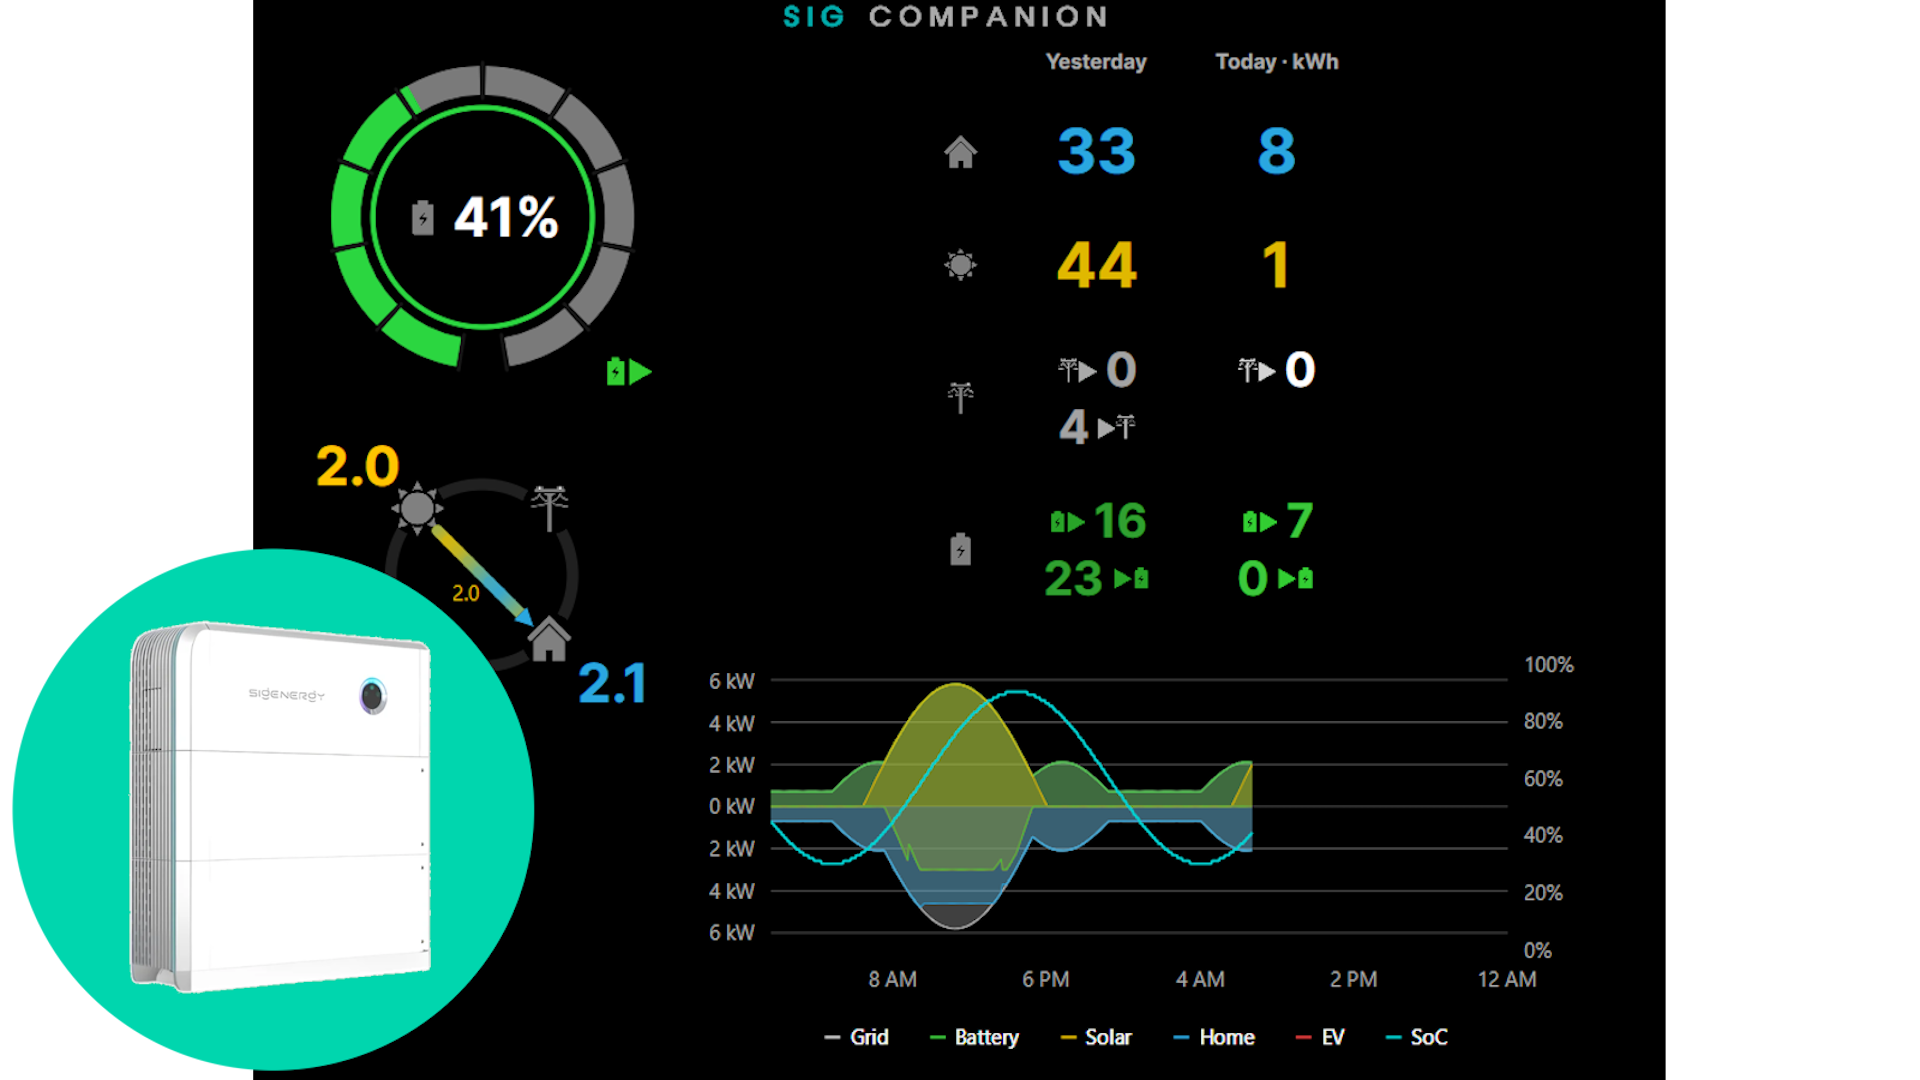 SIG COMPANION
Yesterday Today · kWh
41%
33 8
44 1
0 0
4
16 7
23 0
2.0
2.0
2.1
SIGENERGY
6 kW 100%
4 kW 80%
2 kW 60%
0 kW
2 kW 40%
4 kW 20%
6 kW 0%
8 AM 6 PM 4 AM 2 PM 12 AM
Grid Battery Solar Home EV SoC